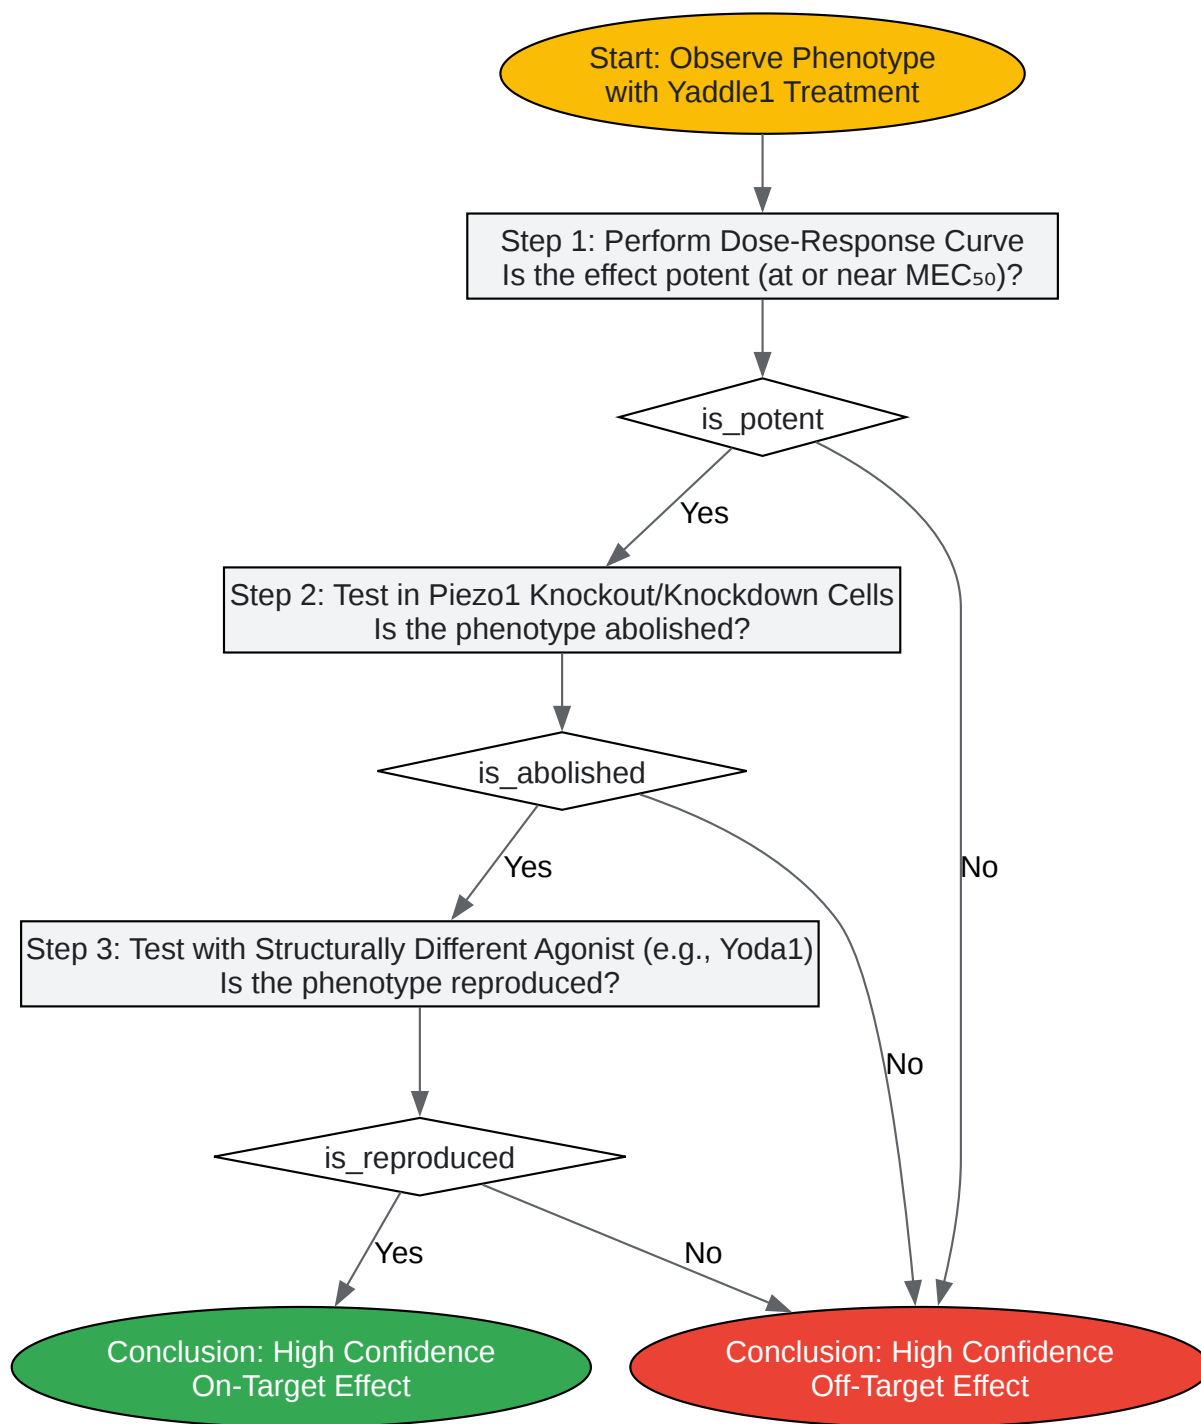 Start: Observe Phenotype
with Yaddle1 Treatment
Step 1: Perform Dose-Response Curve
Is the effect potent (at or near MEC₅₀)?
is_potent
Yes
Step 2: Test in Piezo1 Knockout/Knockdown Cells
Is the phenotype abolished?
is_abolished
Yes
No
Step 3: Test with Structurally Different Agonist (e.g., Yoda1)
Is the phenotype reproduced?
No
is_reproduced
Yes
No
Conclusion: High Confidence
On-Target Effect
Conclusion: High Confidence
Off-Target Effect